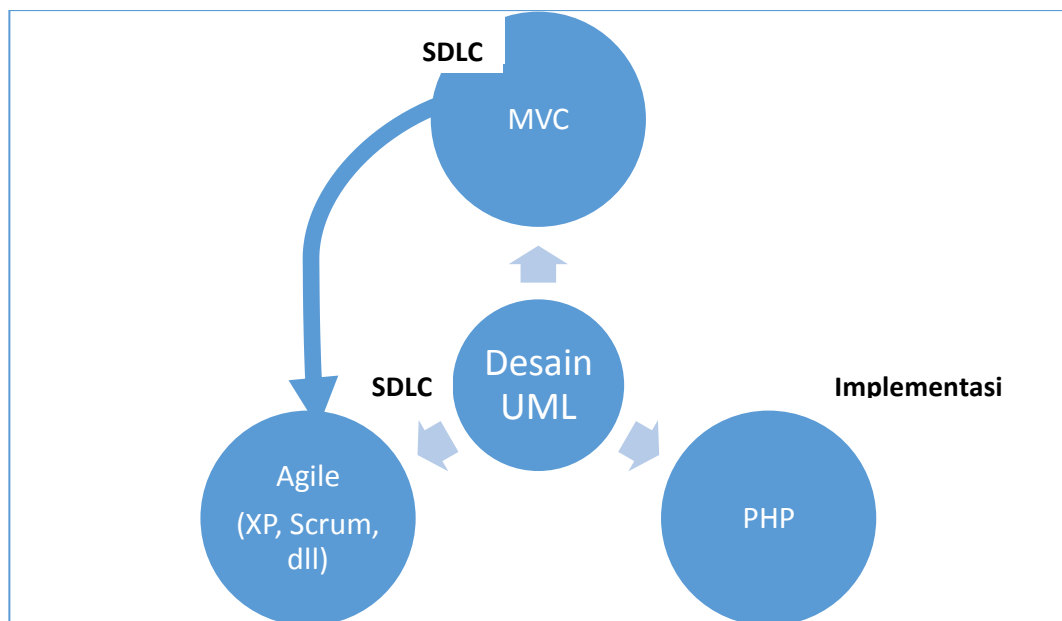 SDLC
MVC
Desain
UML
SDLC
Implementasi
Agile
(XP, Scrum,
dll)
PHP